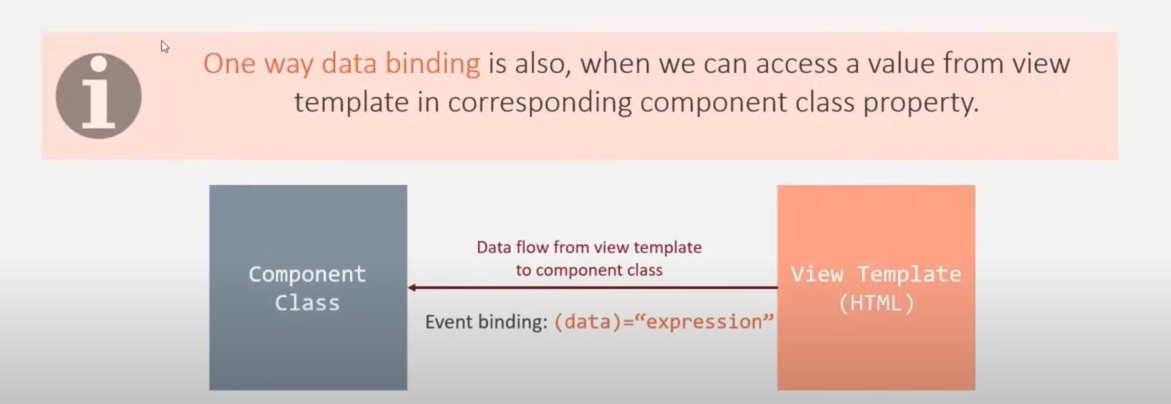 One way data binding is also, when we can access a value from view
template in corresponding component class property.
Component
Class
Data flow from view template
to component class
Event binding: (data)=“expression”
View Template
(HTML)